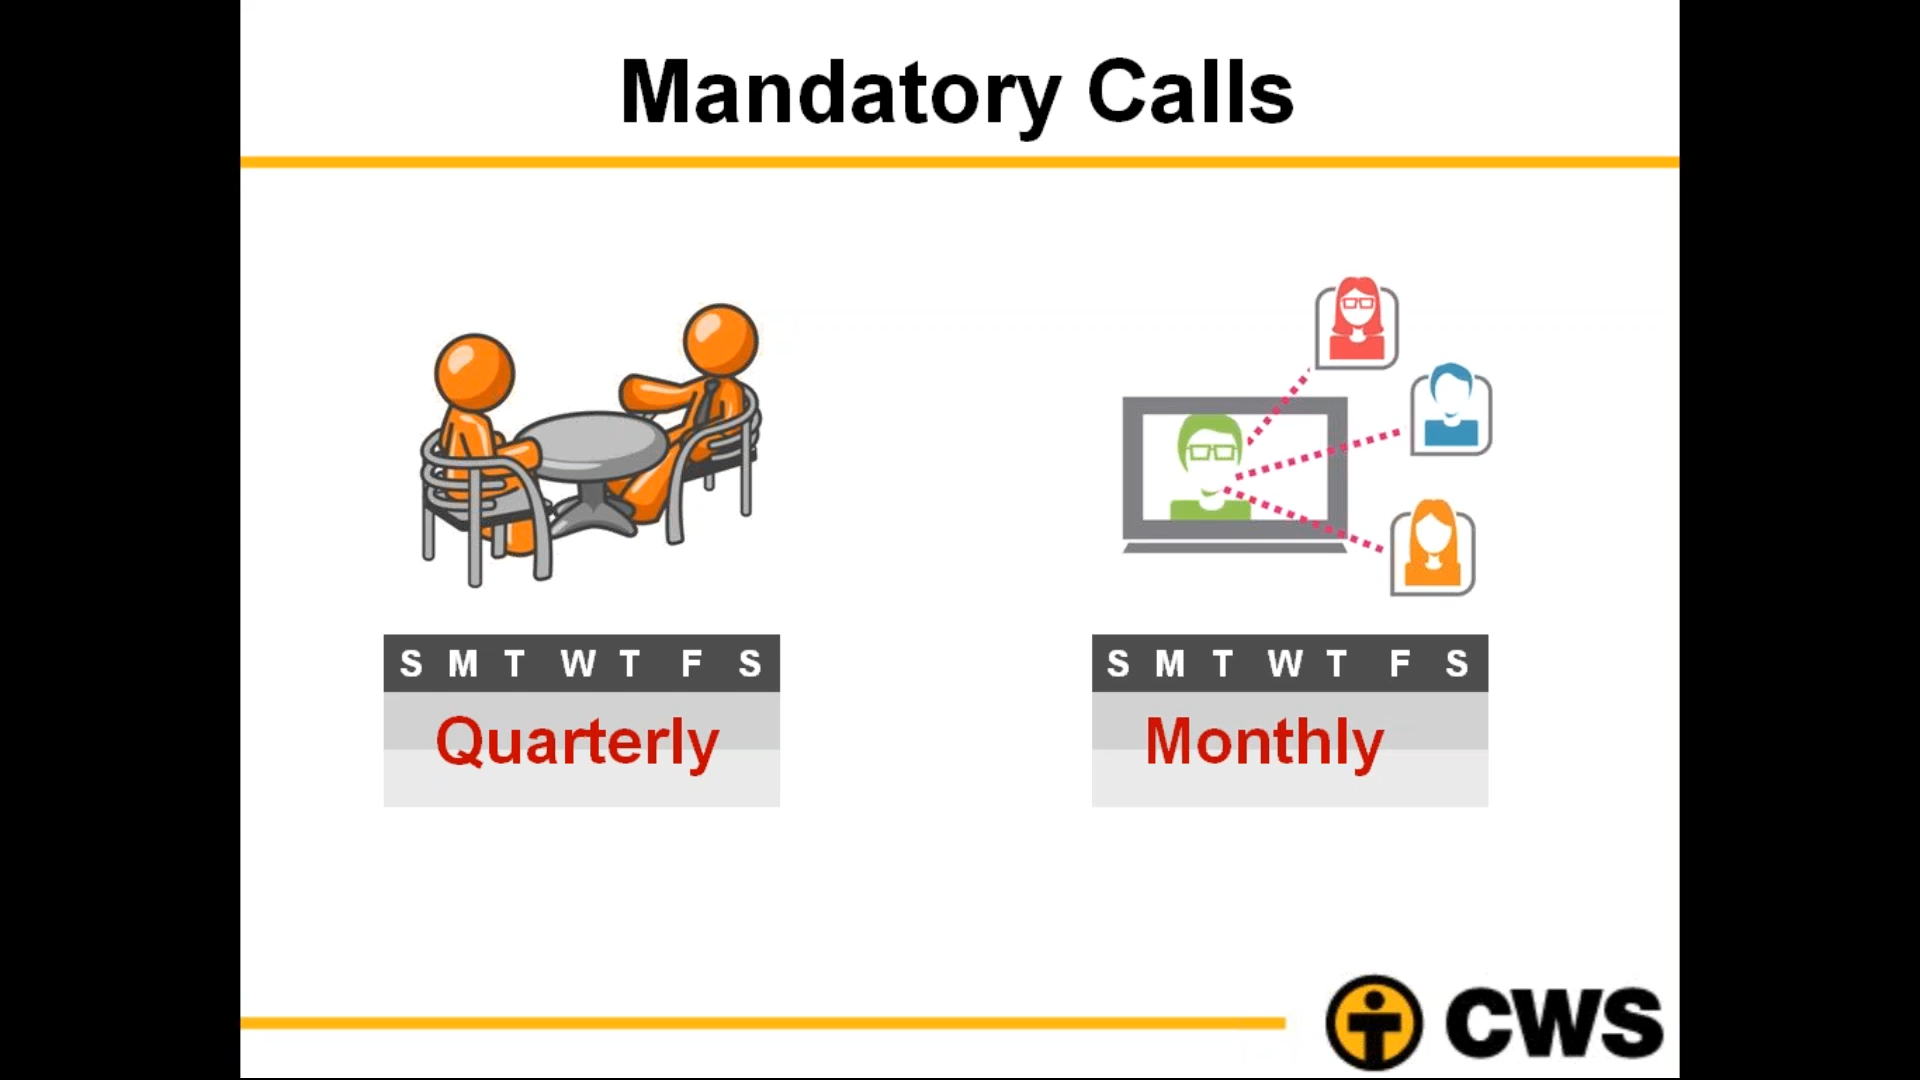 Mandatory Calls
S M T W T F S
Quarterly
S M T W T F S
Monthly
CWS